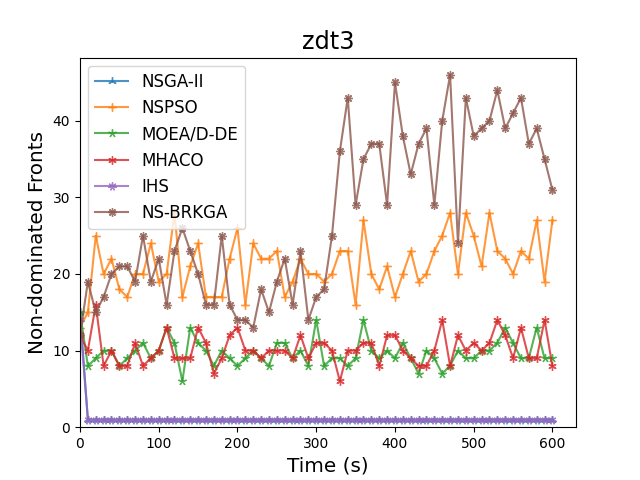 zdt3
Non-dominated Fronts
40
30
20
10
0
NSGA-II
NSPSO
MOEA/D-DE
MHACO
IHS
NS-BRKGA
0 100 200 300 400 500 600
Time (s)